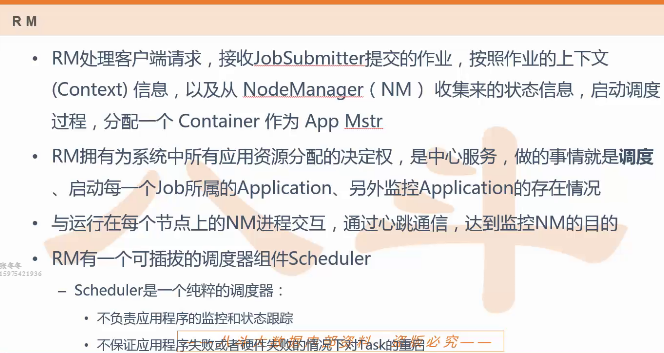 RM
• RM处理客户端请求，接收JobSubmitter提交的作业，按照作业的上下文
(Context) 信息，以及从 NodeManager（NM） 收集来的状态信息，启动调度
过程，分配一个 Container 作为 App Mstr
• RM拥有为系统中所有应用资源分配的决定权，是中心服务，做的事情就是调度
、启动每一个Job所属的Application、另外监控Application的存在情况
• 与运行在每个节点上的NM进程交互，通过心跳通信，达到监控NM的目的
• RM有一个可插拔的调度器组件Scheduler
– Scheduler是一个纯粹的调度器：
• 不负责应用程序的监控和状态跟踪
• 不保证应用程序失败或者硬件失败的情况下对Task的重启
八斗
15975421936